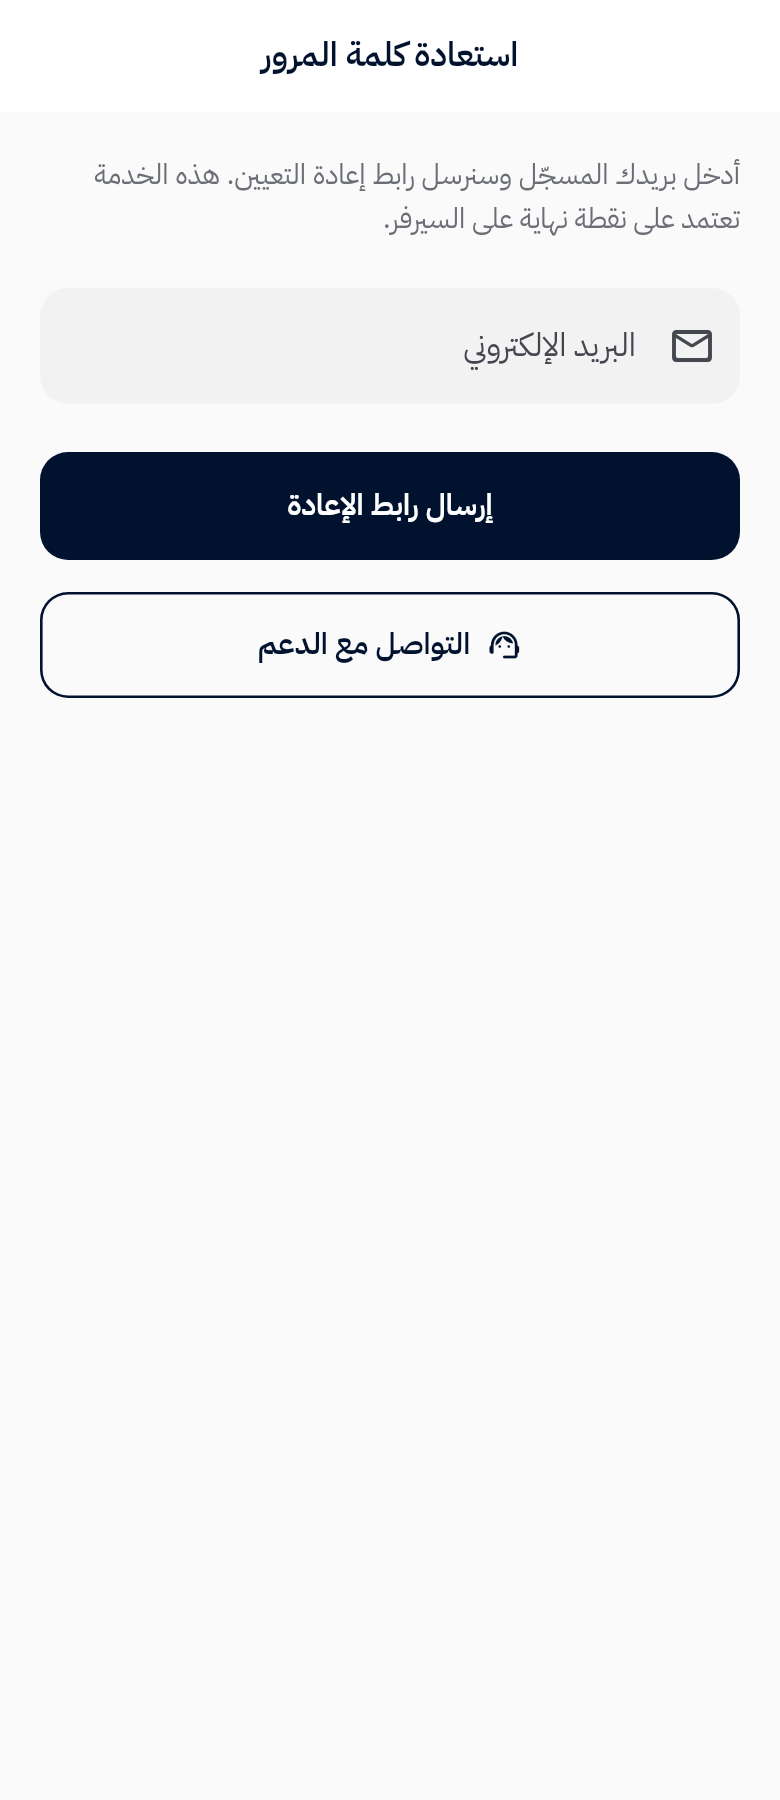 استعادة كلمة المرور
أدخل بريدك المسجّل وسنرسل رابط إعادة التعيين. هذه الخدمة
تعتمد على نقطة نهاية على السيرفر.
البريد الإلكتروني
إرسال رابط الإعادة
التواصل مع الدعم